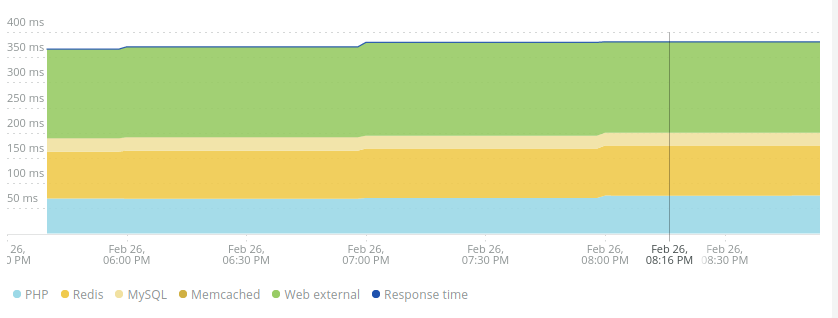 400 ms
350 ms
300 ms
250 ms
200 ms
150 ms
100 ms
50 ms
26, Feb 26, Feb 26, Feb 26, Feb 26, Feb 26, Feb 26, Feb 26,
0 PM 06:00 PM 06:30 PM 07:00 PM 07:30 PM 08:00 PM 08:16 PM 08:30 PM
PHP Redis MySQL Memcached Web external Response time